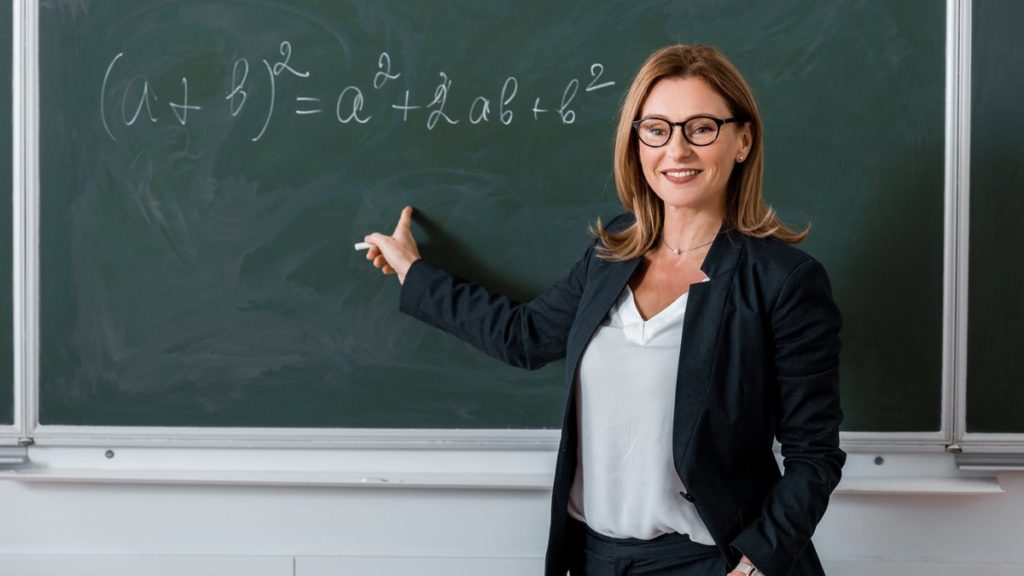 (a + b)² = a² + 2ab + b²